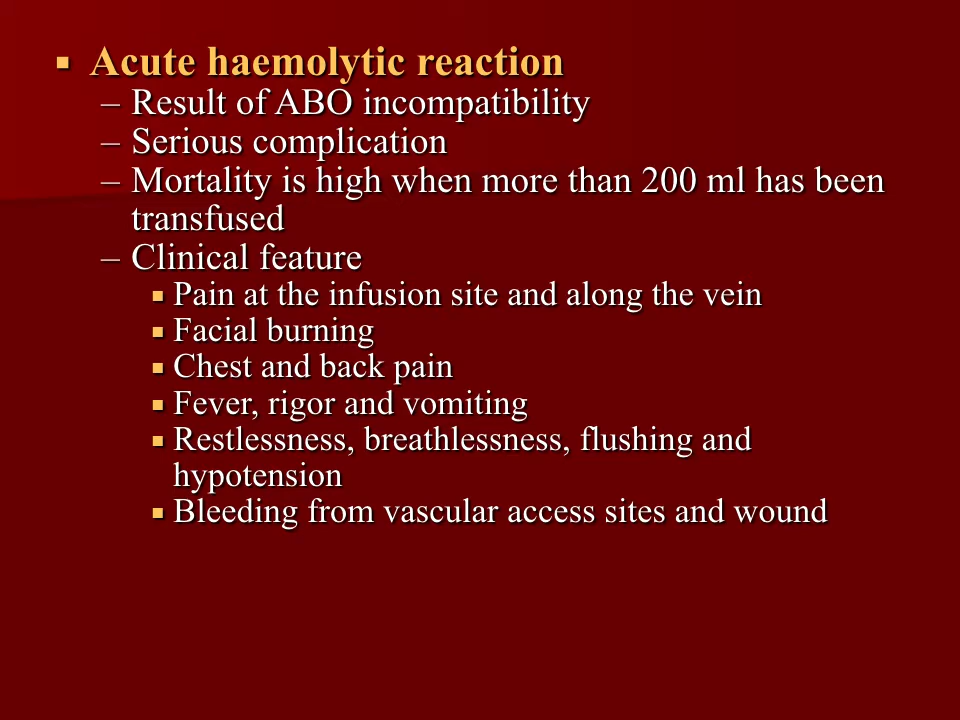 ▪ Acute haemolytic reaction
– Result of ABO incompatibility
– Serious complication
– Mortality is high when more than 200 ml has been
transfused
– Clinical feature
▪ Pain at the infusion site and along the vein
▪ Facial burning
▪ Chest and back pain
▪ Fever, rigor and vomiting
▪ Restlessness, breathlessness, flushing and
hypotension
▪ Bleeding from vascular access sites and wound